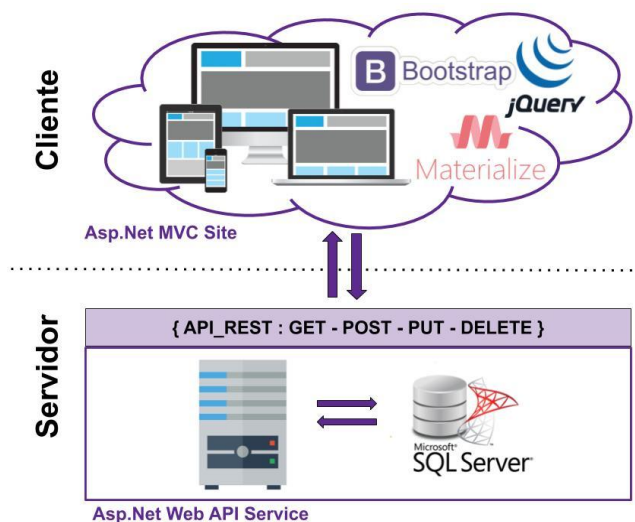 Cliente
B Bootstrap
jQuery
Materialize
Asp.Net MVC Site
Servidor
{ API_REST : GET - POST - PUT - DELETE }
Microsoft®
SQL Server®
Asp.Net Web API Service